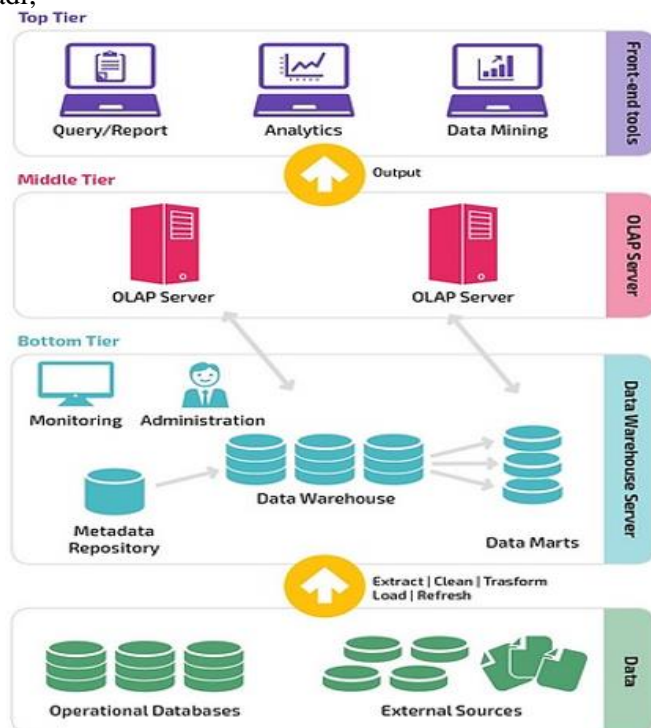 Top Tier
Query/Report
Analytics
Data Mining
Front-end tools
Output
Middle Tier
OLAP Server
OLAP Server
OLAP Server
Bottom Tier
Monitoring
Administration
Data Warehouse
Metadata
Repository
Data Marts
Data Warehouse Server
Extract | Clean | Trasform
Load | Refresh
Operational Databases
External Sources
Data